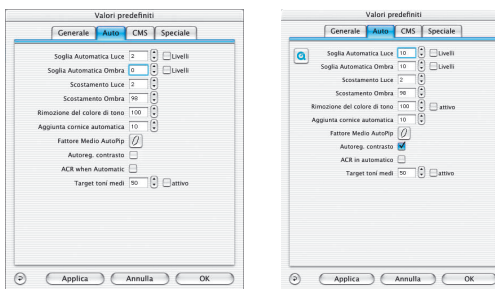 Valori predefiniti
Generale Auto CMS Speciale
Soglia Automatica Luce 2 Livelli
Soglia Automatica Ombra 0 Livelli
Scostamento Luce 2
Scostamento Ombra 98
Rimozione del colore di tono 100
Aggiunta cornice automatica 10
Fattore Medio AutoPip
Autoreg. contrasto
ACR when Automatic
Target toni medi 50 attivo
Applica Annulla OK
Valori predefiniti
Generale Auto CMS Speciale
Soglia Automatica Luce 10 Livelli
Soglia Automatica Ombra 10 Livelli
Scostamento Luce 2
Scostamento Ombra 98
Rimozione del colore di tono 100 attivo
Aggiunta cornice automatica 10
Fattore Medio AutoPip
Autoreg. contrasto
ACR in automatico
Target toni medi 50 attivo
Applica Annulla OK